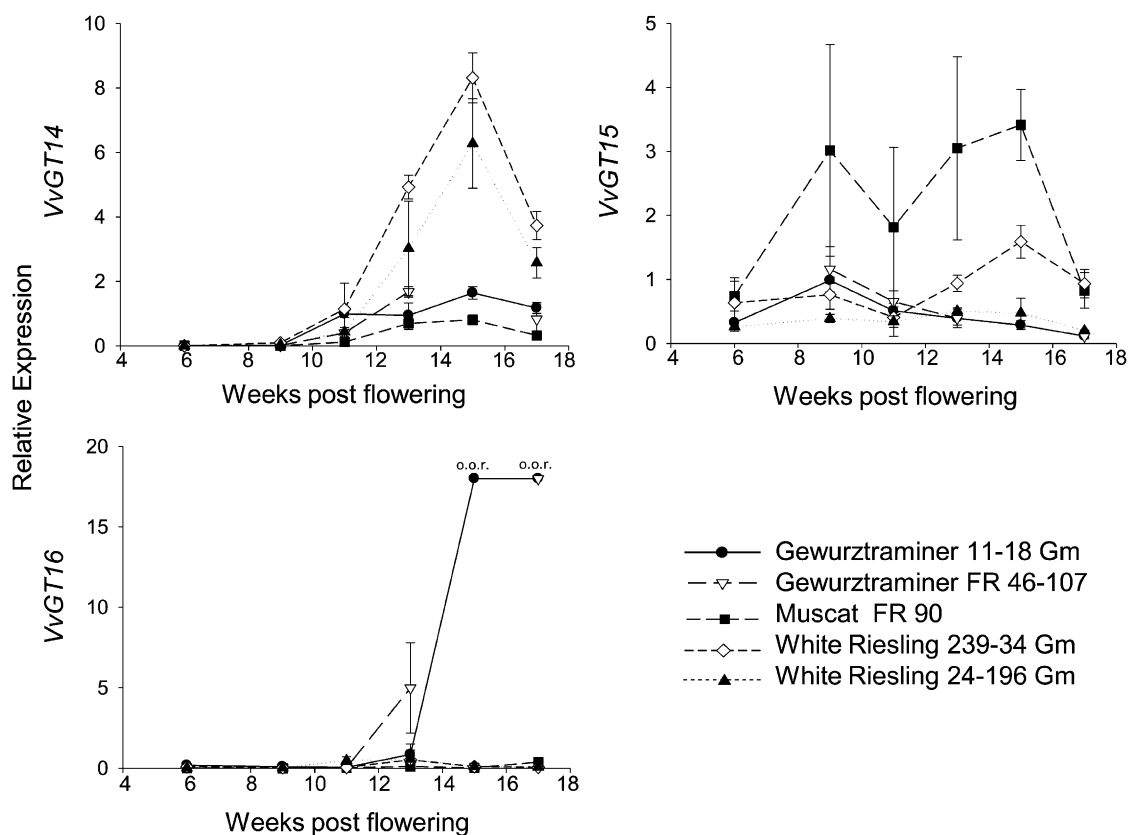 Relative Expression
VvGT14
10
8
6
4
2
0
4 6 8 10 12 14 16 18
Weeks post flowering
VvGT15
5
4
3
2
1
0
4 6 8 10 12 14 16 18
Weeks post flowering
VvGT16
20
15
10
5
0
o.o.r. o.o.r.
4 6 8 10 12 14 16 18
Weeks post flowering
Gewurztraminer 11-18 Gm
Gewurztraminer FR 46-107
Muscat FR 90
White Riesling 239-34 Gm
White Riesling 24-196 Gm